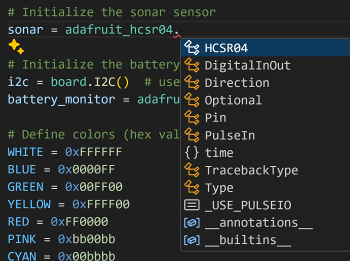 # Initialize the sonar sensor
sonar = adafruit_hcsr04.
HCSR04
# Initialize the battery
DigitalInOut
i2c = board.I2C()  # use
Direction
battery_monitor = adafru
Optional
Pin
# Define colors (hex val
PulseIn
WHITE = 0xFFFFFF
{} time
BLUE = 0x0000FF
TracebackType
GREEN = 0x00FF00
Type
YELLOW = 0xFFFF00
_USE_PULSEIO
RED = 0xFF0000
__annotations__
PINK = 0xbb00bb
__builtins__
CYAN = 0x00bbbb